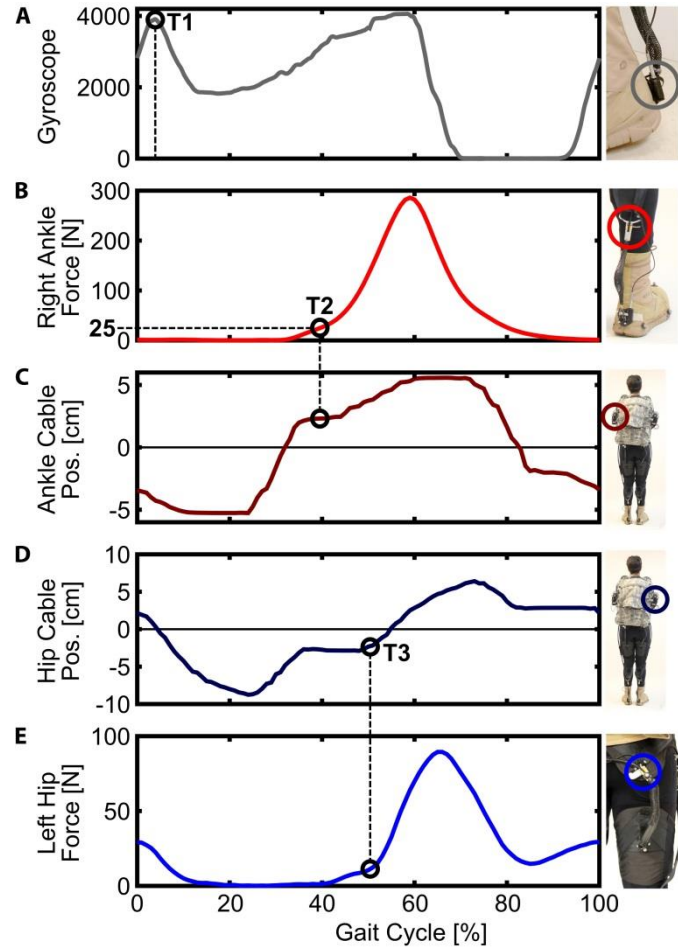 A
4000
2000
0
Gyroscope
T1
B
300
200
100
25
0
Right Ankle
Force [N]
T2
C
5
0
-5
Ankle Cable
Pos. [cm]
D
10
5
0
-5
-10
Hip Cable
Pos. [cm]
T3
E
100
50
0
Left Hip
Force [N]
0 20 40 60 80 100
Gait Cycle [%]